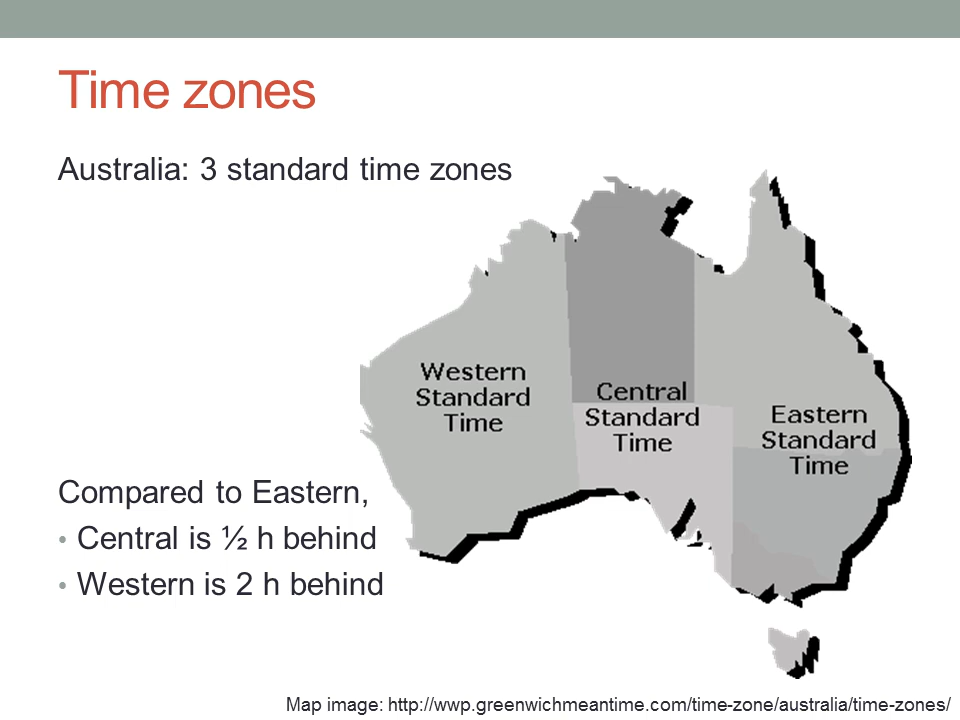 Time zones
Australia: 3 standard time zones
Western
Standard
Time
Central
Standard
Time
Eastern
Standard
Time
Compared to Eastern,
• Central is ½ h behind
• Western is 2 h behind
Map image: http://wwp.greenwichmeantime.com/time-zone/australia/time-zones/